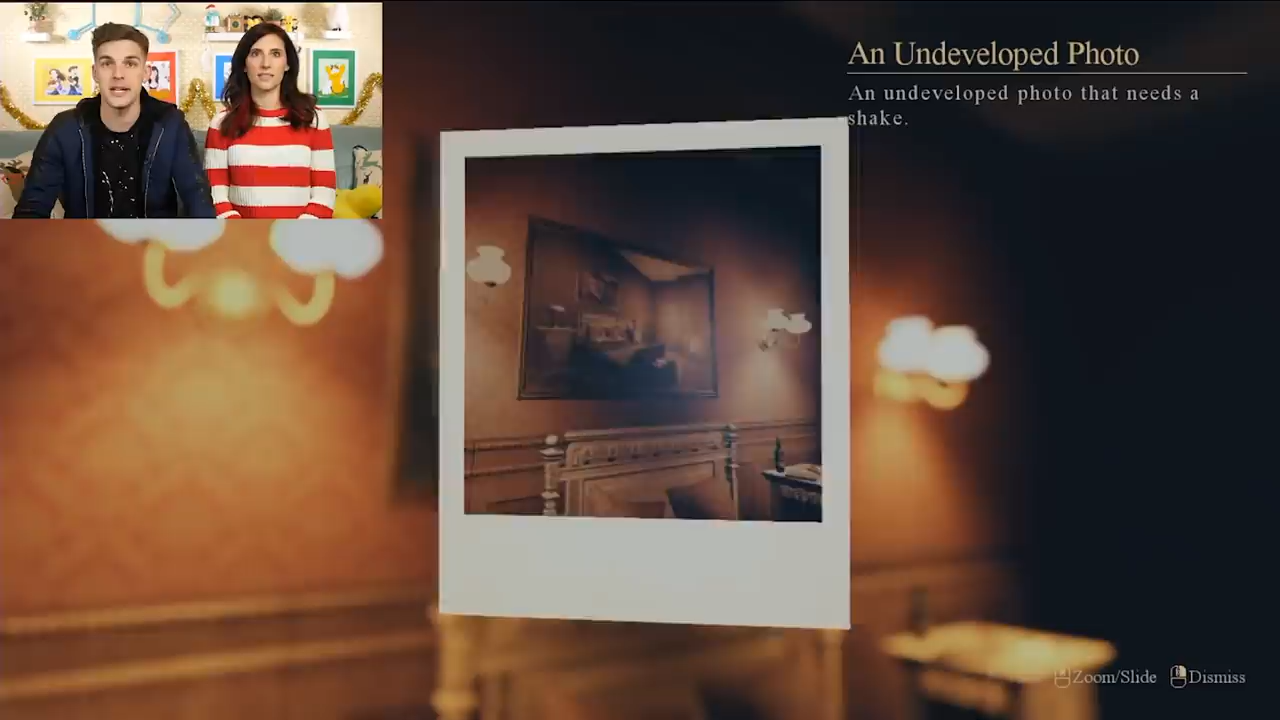 An Undeveloped Photo
An undeveloped photo that needs a
shake.
Zoom/Slide Dismiss